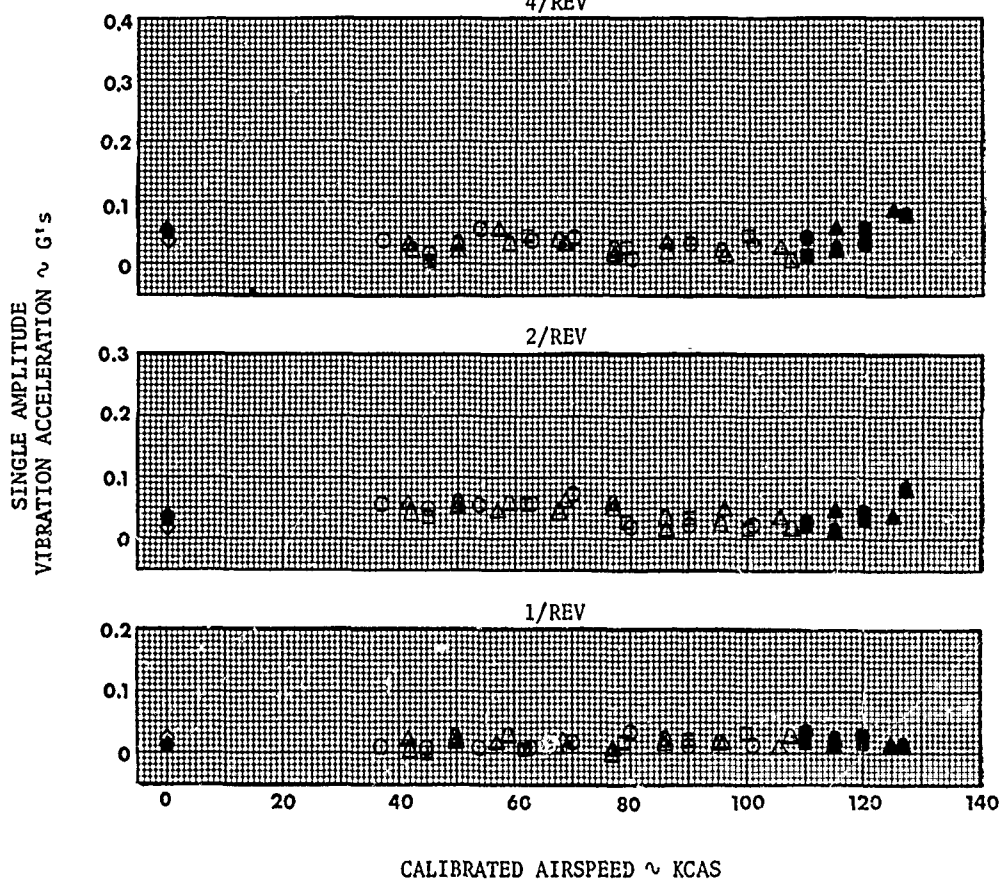 4/REV
0.4
0.3
0.2
0.1
0
2/REV
0.3
0.2
0.1
0
1/REV
0.2
0.1
0
0 20 40 60 80 100 120 140
SINGLE AMPLITUDE
VIBRATION ACCELERATION ~ G's
CALIBRATED AIRSPEED ~ KCAS